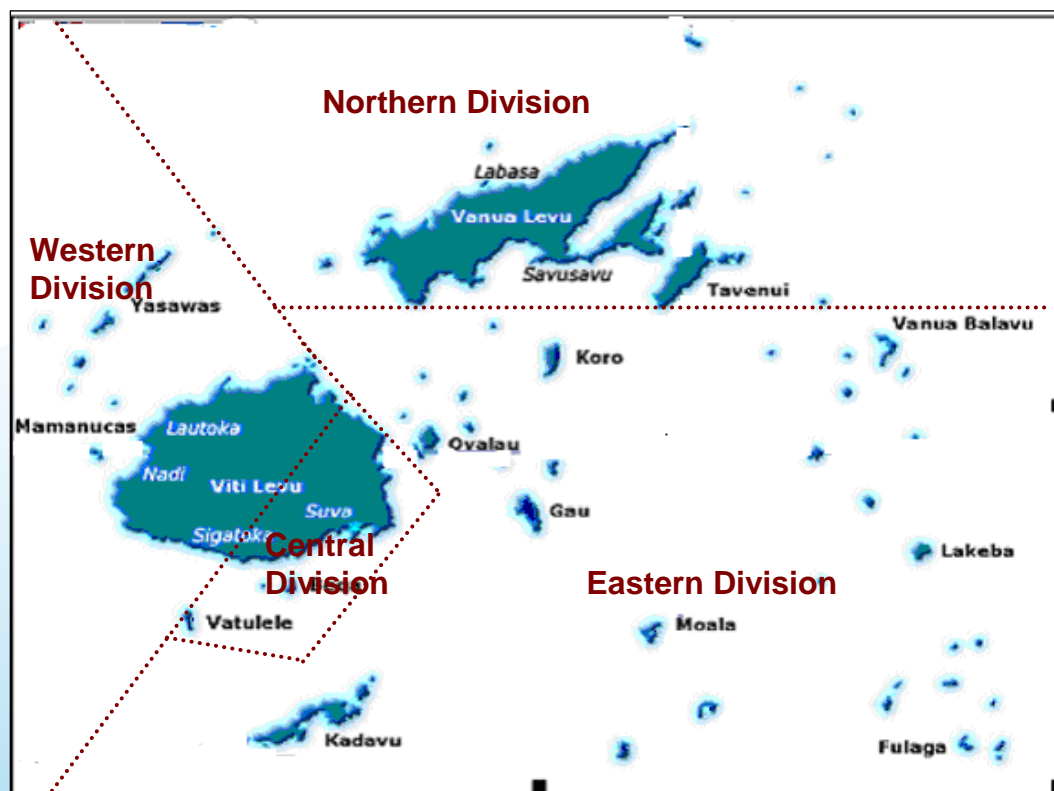 Northern Division
Labasa
Vanua Levu
Western
Division
Savusavu
Tavenui
Yasawas
Vanua Balavu
Koro
Mamanucas
Lautoka
Ovalau
Nadi
Viti Levu
Suva
Gau
Sigatoka
Central
Division
Lakeba
Eastern Division
Vatulele
Moala
Kadavu
Fulaga